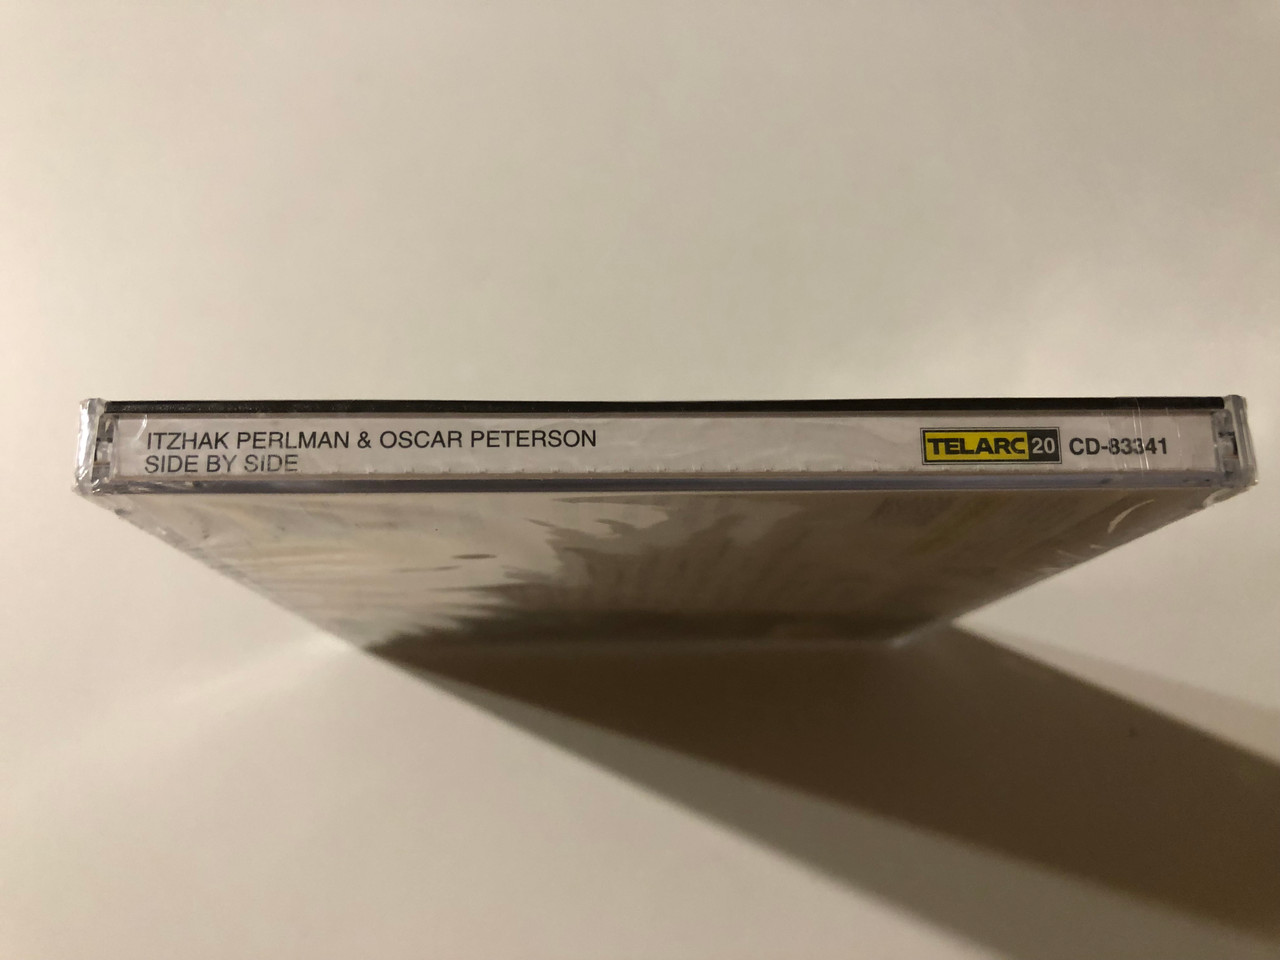 ITZHAK PERLMAN & OSCAR PETERSON
SIDE BY SIDE
TELARC 20 CD-83341